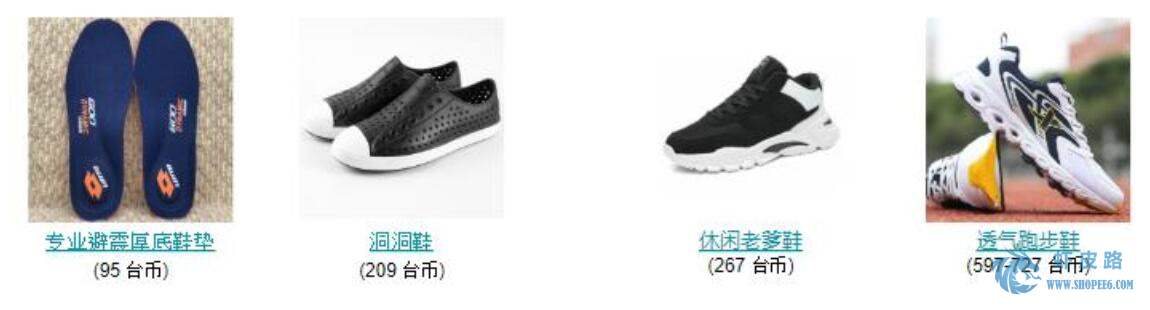 专业避震厚底鞋垫
(95 台币)
洞洞鞋
(209 台币)
休闲老爹鞋
(267 台币)
透气跑步鞋
(597-727 台币)
虾皮路
WWW.SHOPEE6.COM